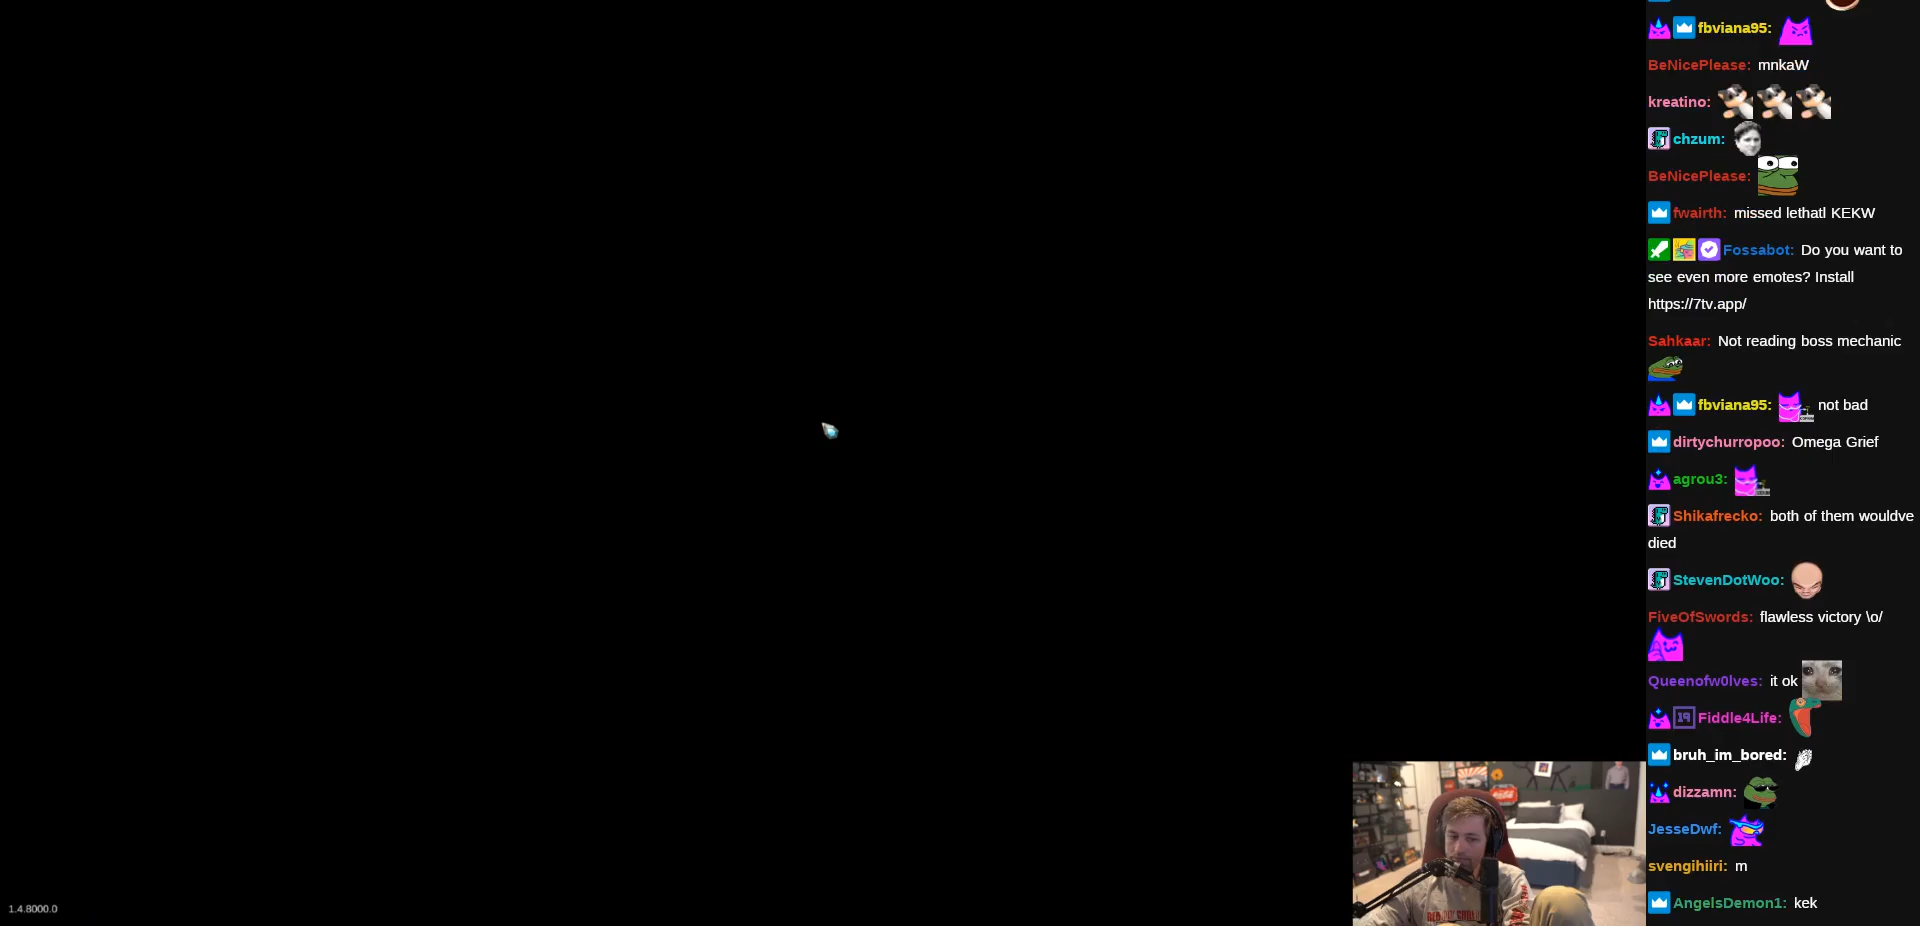 fbviana95:
BeNicePlease: mnkaW
kreatino:
chzum:
BeNicePlease:
fwairth: missed lethatl KEKW
Fossabot: Do you want to
see even more emotes? Install
https://7tv.app/
Sahkaar: Not reading boss mechanic
fbviana95: not bad
dirtychurropoo: Omega Grief
agrou3:
Shikafrecko: both of them wouldve
died
StevenDotWoo:
FiveOfSwords: flawless victory \o/
Queenofw0lves: it ok
19 Fiddle4Life:
bruh_im_bored:
dizzamn:
JesseDwf:
svengihiiri: m
AngelsDemon1: kek
1.4.8000.0